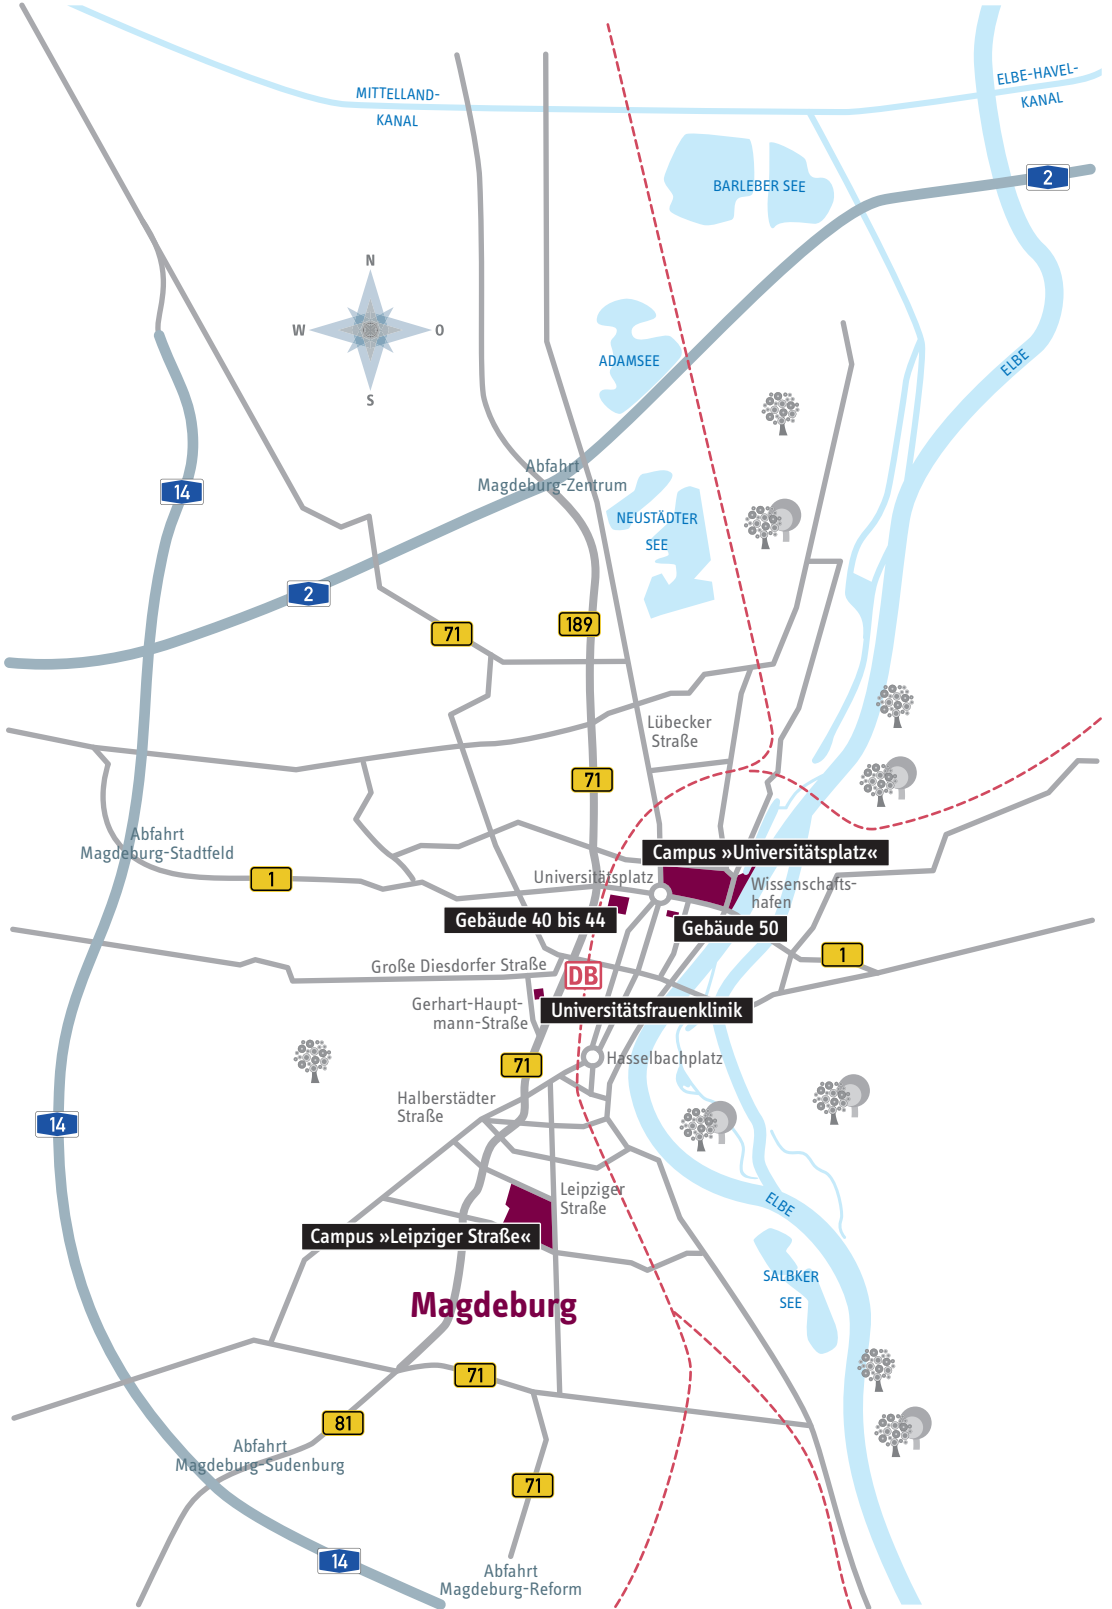 MITTELLAND-
KANAL
ELBE-HAVEL-
KANAL
2
BARLEBER SEE
N
W
O
S
ADAMSEE
ELBE
Abfahrt
Magdeburg-Zentrum
14
NEUSTÄDTER
SEE
2
71
189
Lübecker
Straße
71
Abfahrt
Magdeburg-Stadtfeld
1
Campus »Universitätsplatz«
Universitätsplatz
Wissenschafts-
hafen
Gebäude 40 bis 44
Gebäude 50
1
Große Diesdorfer Straße
DB
Gerhart-Haupt-
mann-Straße
Universitätsfrauenklinik
71
Hasselbachplatz
Halberstädter
Straße
14
Leipziger
Straße
ELBE
Campus »Leipziger Straße«
SALBKER
SEE
Magdeburg
71
81
Abfahrt
Magdeburg-Sudenburg
71
14
Abfahrt
Magdeburg-Reform